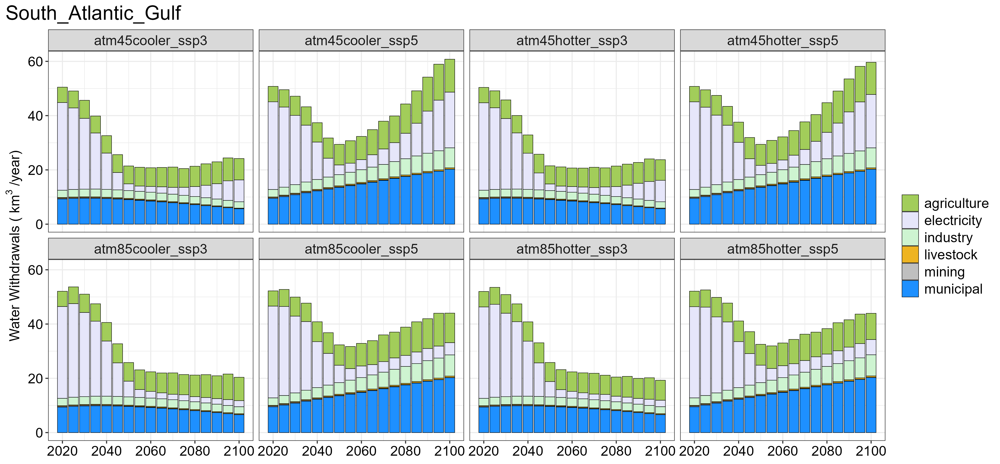 South_Atlantic_Gulf
atm45cooler_ssp3
atm45cooler_ssp5
atm45hotter_ssp3
atm45hotter_ssp5
60
40
20
0
Water Withdrawals ( km³ /year)
atm85cooler_ssp3
atm85cooler_ssp5
atm85hotter_ssp3
atm85hotter_ssp5
60
40
20
0
2020 2040 2060 2080 2100
2020 2040 2060 2080 2100
2020 2040 2060 2080 2100
2020 2040 2060 2080 2100
agriculture
electricity
industry
livestock
mining
municipal